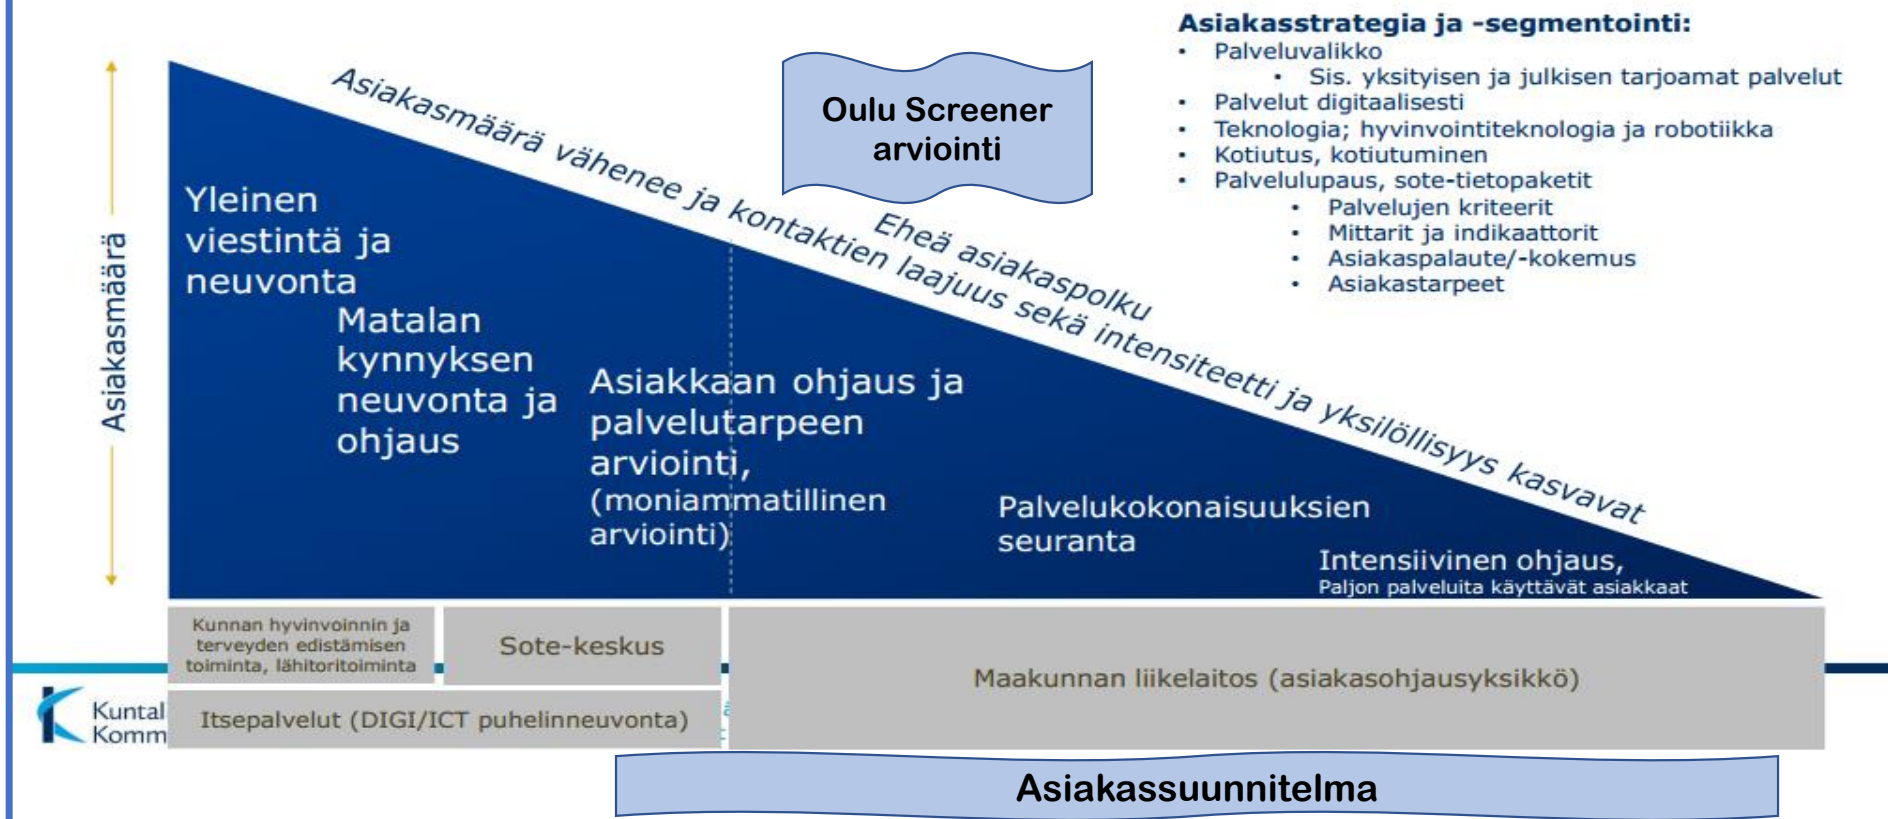 Asiakasstrategia ja -segmentointi:
• Palveluvalikko
• Sis. yksityisen ja julkisen tarjoamat palvelut
• Palvelut digitaalisesti
• Teknologia; hyvinvointiteknologia ja robotiikka
• Kotiutus, kotiutuminen
• Palvelulupaus, sote-tietopaketit
• Palvelujen kriteerit
• Mittarit ja indikaattorit
• Asiakaspalaute/-kokemus
• Asiakastarpeet
Oulu Screener
arviointi
Asiakasmäärä
Asiakasmäärä vähenee ja kontaktien laajuus sekä intensiteetti ja yksilöllisyys kasvavat
Eheä asiakaspolku
Yleinen
viestintä ja
neuvonta
Matalan
kynnyksen
neuvonta ja
ohjaus
Asiakkaan ohjaus ja
palvelutarpeen
arviointi,
(moniammatillinen
arviointi)
Palvelukokonaisuuksien
seuranta
Intensiivinen ohjaus,
Paljon palveluita käyttävät asiakkaat
Kunnan hyvinvoinnin ja
terveyden edistämisen
toiminta, lähitoritoiminta
Sote-keskus
Maakunnan liikelaitos (asiakasohjausyksikkö)
Itsepalvelut (DIGI/ICT puhelinneuvonta)
Kuntal
Komm
Asiakassuunnitelma